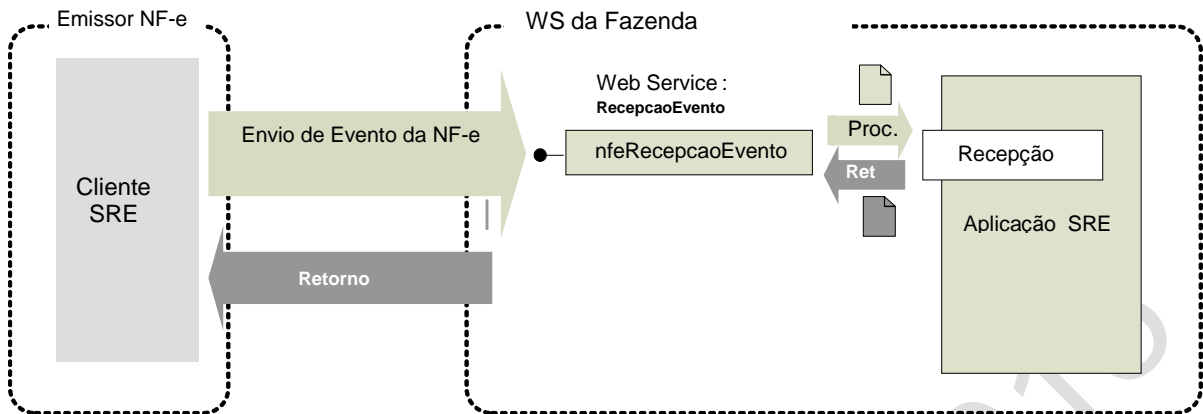 Emissor NF-e
WS da Fazenda
Web Service :
RecepcaoEvento
Envio de Evento da NF-e
nfeRecepcaoEvento
Proc.
Ret
Recepção
Cliente
SRE
Aplicação SRE
Retorno